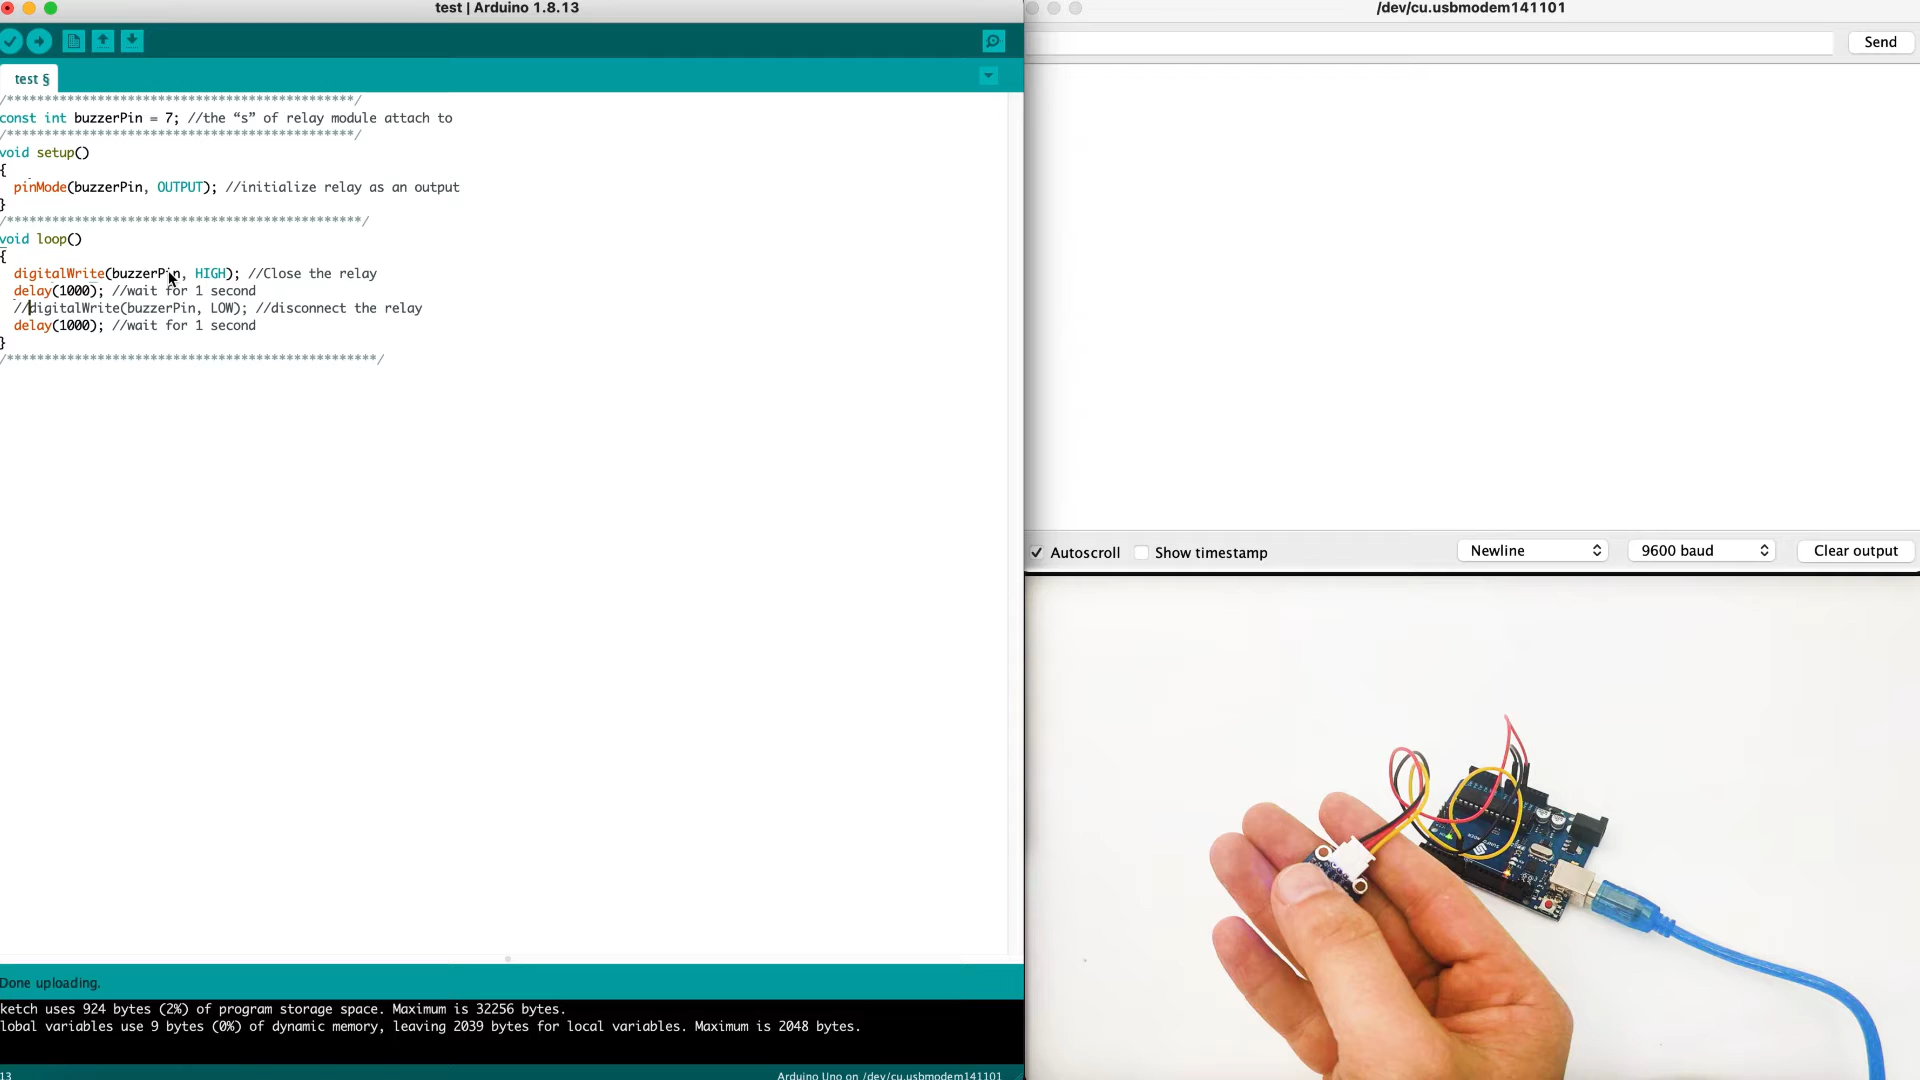 test | Arduino 1.8.13
test §
/**********************************************/
const int buzzerPin = 7; //the “s” of relay module attach to
/**********************************************/
void setup()
{
pinMode(buzzerPin, OUTPUT); //initialize relay as an output
}
/***********************************************/
void loop()
{
digitalWrite(buzzerPin, HIGH); //Close the relay
delay(1000); //wait for 1 second
//digitalWrite(buzzerPin, LOW); //disconnect the relay
delay(1000); //wait for 1 second
}
/*************************************************/
Done uploading.
ketch uses 924 bytes (2%) of program storage space. Maximum is 32256 bytes.
lobal variables use 9 bytes (0%) of dynamic memory, leaving 2039 bytes for local variables. Maximum is 2048 bytes.
13
Arduino Uno on /dev/cu.usbmodem141101
/dev/cu.usbmodem141101
Send
Autoscroll
Show timestamp
Newline
9600 baud
Clear output